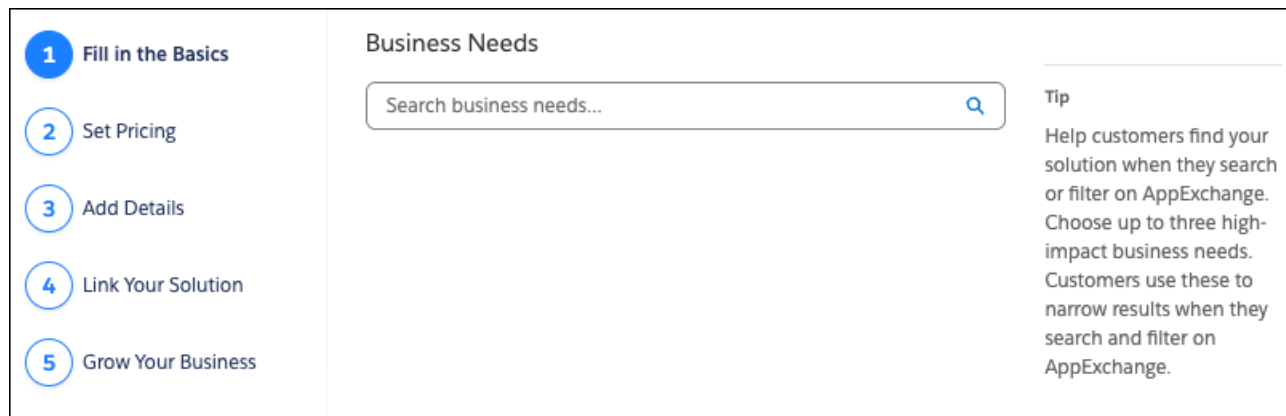 1 Fill in the Basics
2 Set Pricing
3 Add Details
4 Link Your Solution
5 Grow Your Business
Business Needs
Search business needs...
Tip
Help customers find your
solution when they search
or filter on AppExchange.
Choose up to three high-
impact business needs.
Customers use these to
narrow results when they
search and filter on
AppExchange.